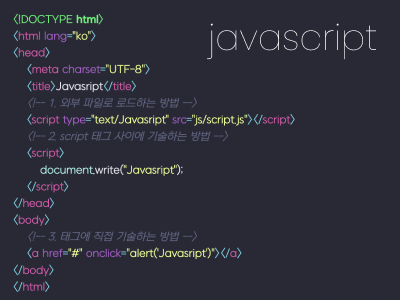 <!DOCTYPE html>
javascript
<html lang="ko">
<head>
<meta charset="UTF-8">
<title>Javasrist</title>
<!-- 1. 외부 파일로 로드하는 방법 -->
<script type="text/Javasript" src="js/script.js"></script>
<!-- 2. script 태그 사이에 기술하는 방법 -->
<script>
document.write("Javasript");
</script>
</head>
<body>
<!-- 3. 태그에 직접 기술하는 방법 -->
<a href="#" onclick="alert('Javasript')"></a>
</body>
</html>